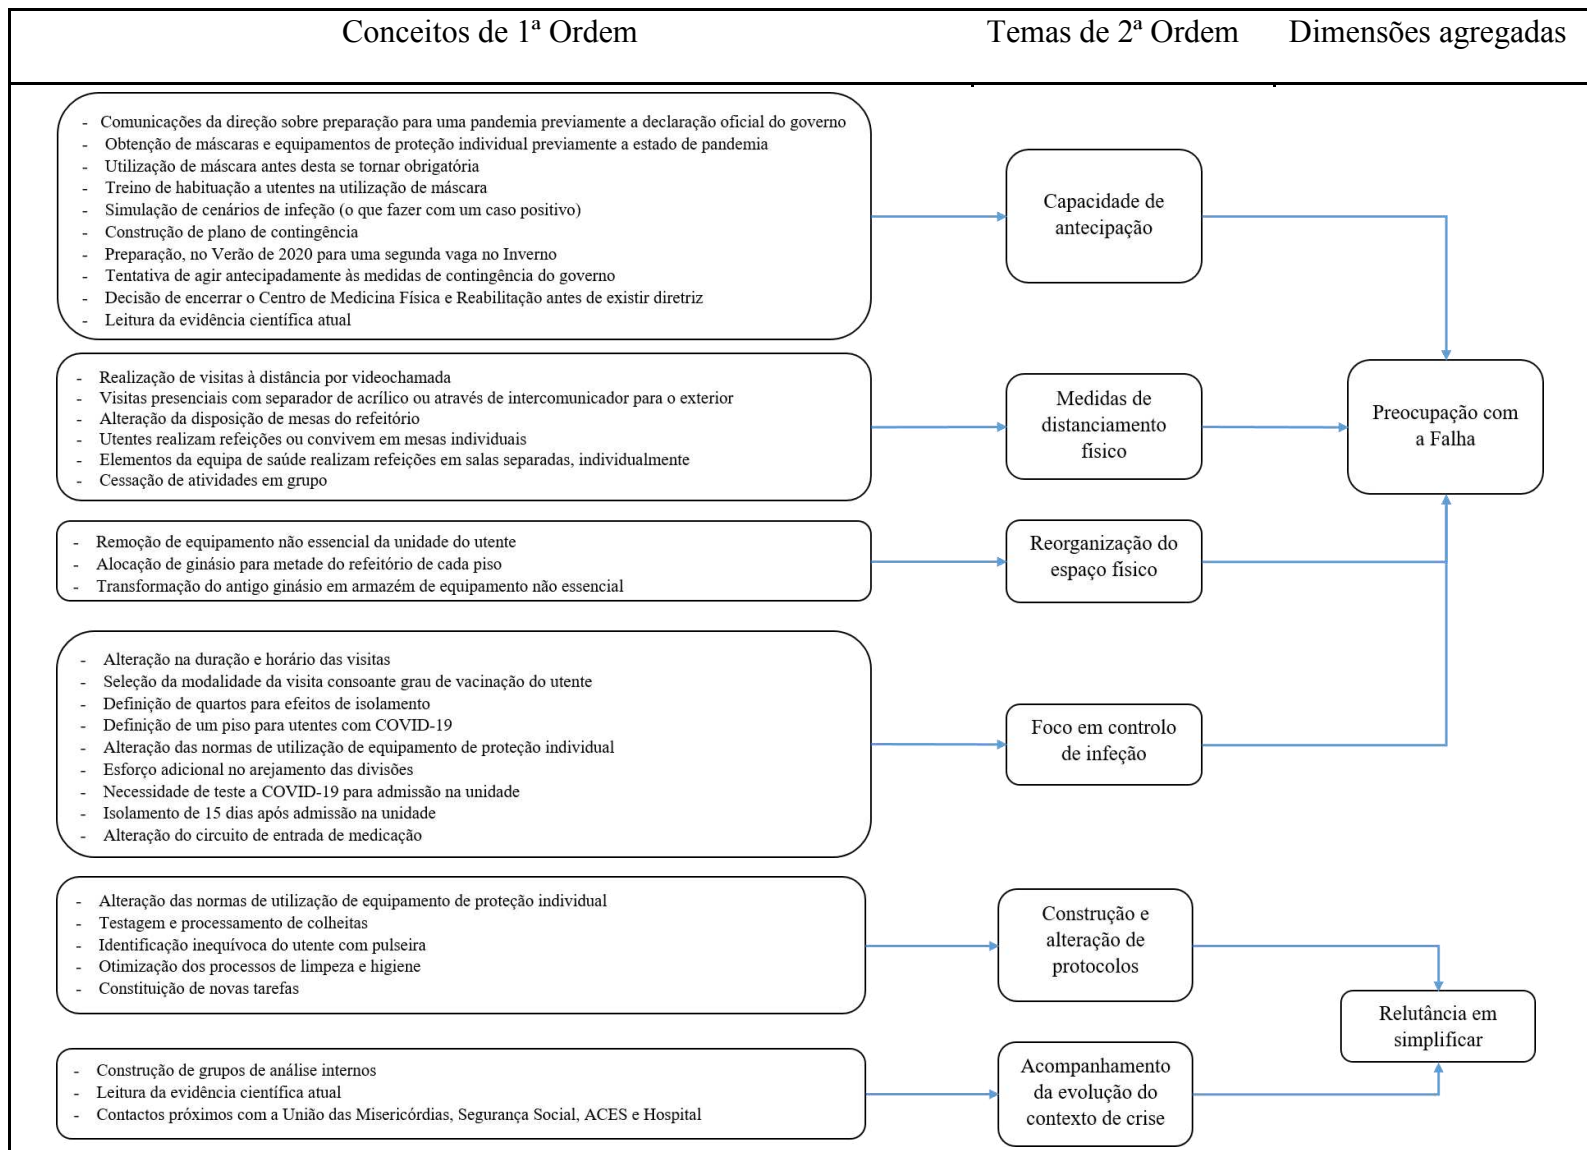 Conceitos de 1ª Ordem
Temas de 2ª Ordem
Dimensões agregadas
- Comunicações da direção sobre preparação para uma pandemia previamente a declaração oficial do governo
- Obtenção de máscaras e equipamentos de proteção individual previamente a estado de pandemia
- Utilização de máscara antes desta se tornar obrigatória
- Treino de habituação a utentes na utilização de máscara
- Simulação de cenários de infeção (o que fazer com um caso positivo)
- Construção de plano de contingência
- Preparação, no Verão de 2020 para uma segunda vaga no Inverno
- Tentativa de agir antecipadamente às medidas de contingência do governo
- Decisão de encerrar o Centro de Medicina Física e Reabilitação antes de existir diretriz
- Leitura da evidência científica atual
Capacidade de
antecipação
- Realização de visitas à distância por videochamada
- Visitas presenciais com separador de acrílico ou através de intercomunicador para o exterior
- Alteração da disposição de mesas do refeitório
- Utentes realizam refeições ou convivem em mesas individuais
- Elementos da equipa de saúde realizam refeições em salas separadas, individualmente
- Cessação de atividades em grupo
Medidas de
distanciamento
físico
Preocupação com
a Falha
- Remoção de equipamento não essencial da unidade do utente
- Alocação de ginásio para metade do refeitório de cada piso
- Transformação do antigo ginásio em armazém de equipamento não essencial
Reorganização do
espaço físico
- Alteração na duração e horário das visitas
- Seleção da modalidade da visita consoante grau de vacinação do utente
- Definição de quartos para efeitos de isolamento
- Definição de um piso para utentes com COVID-19
- Alteração das normas de utilização de equipamento de proteção individual
- Esforço adicional no arejamento das divisões
- Necessidade de teste a COVID-19 para admissão na unidade
- Isolamento de 15 dias após admissão na unidade
- Alteração do circuito de entrada de medicação
Foco em controlo
de infeção
- Alteração das normas de utilização de equipamento de proteção individual
- Testagem e processamento de colheitas
- Identificação inequívoca do utente com pulseira
- Otimização dos processos de limpeza e higiene
- Constituição de novas tarefas
Construção e
alteração de
protocolos
Relutância em
simplificar
- Construção de grupos de análise internos
- Leitura da evidência científica atual
- Contactos próximos com a União das Misericórdias, Segurança Social, ACES e Hospital
Acompanhamento
da evolução do
contexto de crise